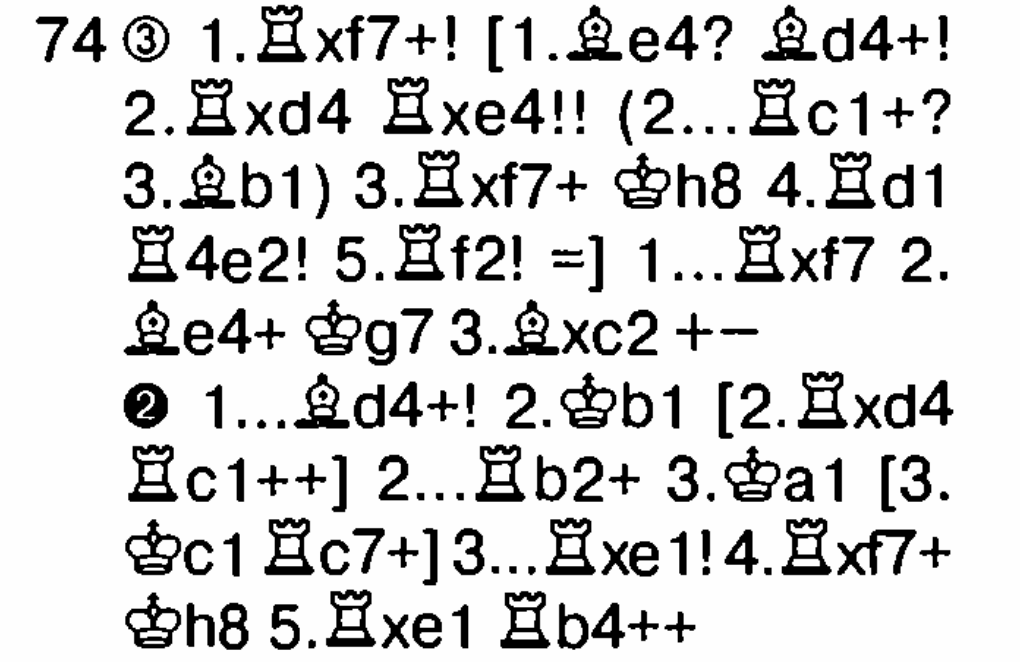 74 ③ 1.♖xf7+! [1.♗e4? ♗d4+!
2.♖xd4 ♖xe4!! (2...♖c1+?
3.♗b1) 3.♖xf7+ ♔h8 4.♖d1
♖4e2! 5.♖f2! =] 1...♖xf7 2.
♗e4+ ♔g7 3.♗xc2 +−
❷ 1...♗d4+! 2.♔b1 [2.♖xd4
♖c1++] 2...♖b2+ 3.♔a1 [3.
♔c1 ♖c7+] 3...♖xe1! 4.♖xf7+
♔h8 5.♖xe1 ♖b4++